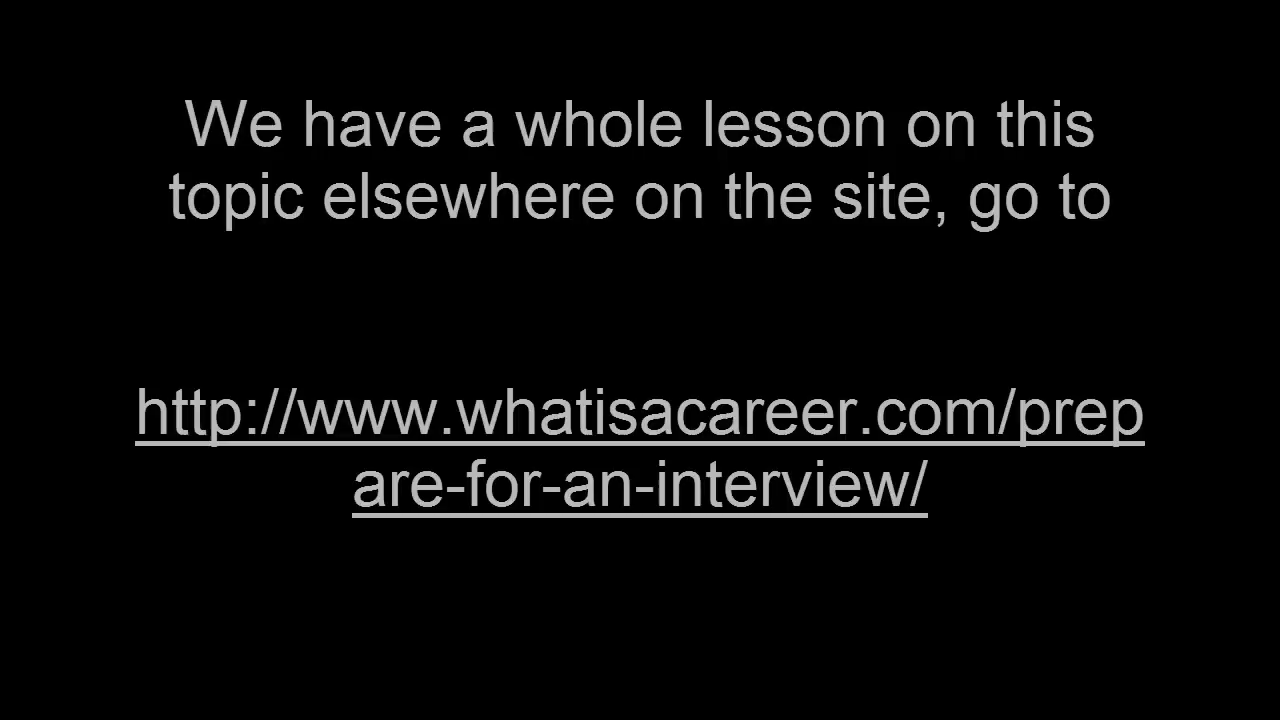 We have a whole lesson on this
topic elsewhere on the site, go to
http://www.whatisacareer.com/prep
are-for-an-interview/